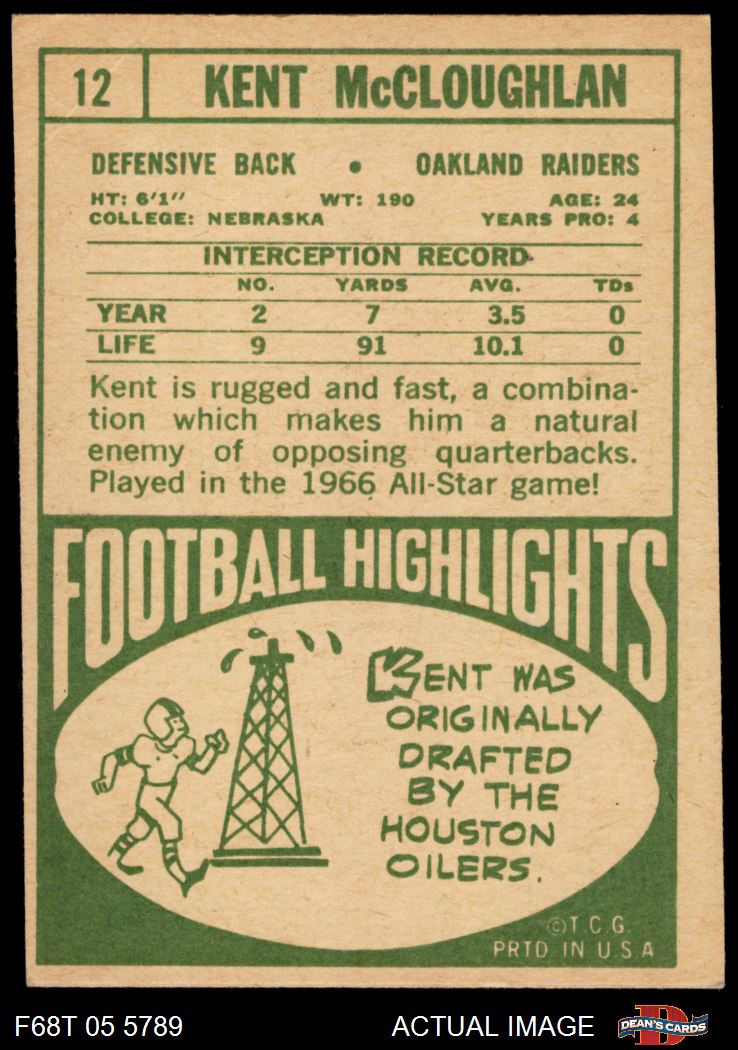 12 KENT McCLOUGHLAN
DEFENSIVE BACK • OAKLAND RAIDERS
HT: 6'1" WT: 190 AGE: 24
COLLEGE: NEBRASKA YEARS PRO: 4
INTERCEPTION RECORD
NO. YARDS AVG. TDs
YEAR 2 7 3.5 0
LIFE 9 91 10.1 0
Kent is rugged and fast, a combina-
tion which makes him a natural
enemy of opposing quarterbacks.
Played in the 1966 All-Star game!
FOOTBALL HIGHLIGHTS
KENT WAS
ORIGINALLY
DRAFTED
BY THE
HOUSTON
OILERS.
©T.C.G.
PRTD IN U.S.A
F68T 05 5789 ACTUAL IMAGE D DEAN'S CARDS